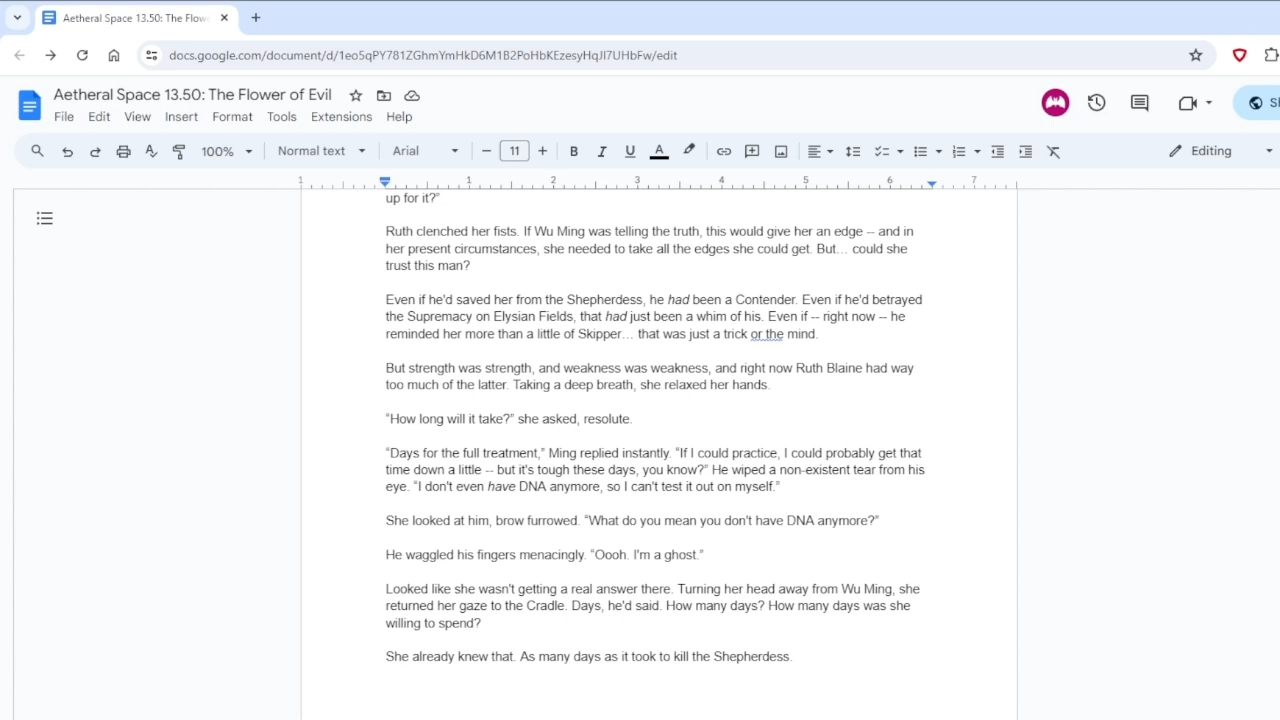 Aetheral Space 13.50: The Flow
docs.google.com/document/d/1eo5qPY781ZGhmYmHkD6M1B2PoHbKEzesyHqJl7UHbFw/edit
Aetheral Space 13.50: The Flower of Evil
File Edit View Insert Format Tools Extensions Help
Sh
100% Normal text Arial 11 Editing
1 1 2 3 4 5 6 7
up for it?”
Ruth clenched her fists. If Wu Ming was telling the truth, this would give her an edge -- and in
her present circumstances, she needed to take all the edges she could get. But… could she
trust this man?
Even if he'd saved her from the Shepherdess, he had been a Contender. Even if he'd betrayed
the Supremacy on Elysian Fields, that had just been a whim of his. Even if -- right now -- he
reminded her more than a little of Skipper… that was just a trick or the mind.
But strength was strength, and weakness was weakness, and right now Ruth Blaine had way
too much of the latter. Taking a deep breath, she relaxed her hands.
“How long will it take?” she asked, resolute.
“Days for the full treatment,” Ming replied instantly. “If I could practice, I could probably get that
time down a little -- but it's tough these days, you know?” He wiped a non-existent tear from his
eye. “I don't even have DNA anymore, so I can't test it out on myself.”
She looked at him, brow furrowed. “What do you mean you don't have DNA anymore?”
He waggled his fingers menacingly. “Oooh. I'm a ghost.”
Looked like she wasn't getting a real answer there. Turning her head away from Wu Ming, she
returned her gaze to the Cradle. Days, he'd said. How many days? How many days was she
willing to spend?
She already knew that. As many days as it took to kill the Shepherdess.